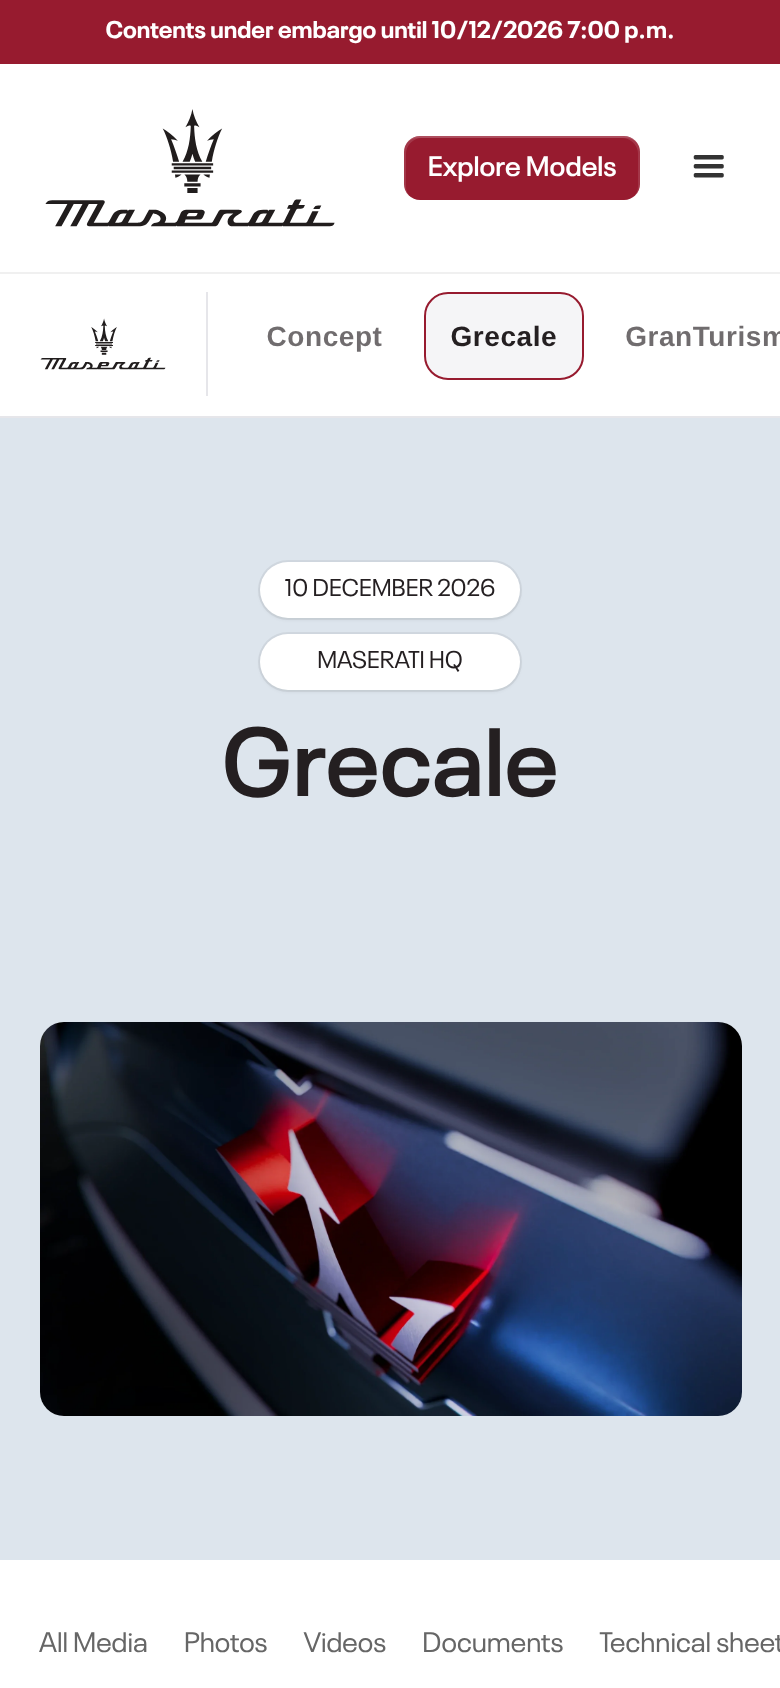 Contents under embargo until 10/12/2026 7:00 p.m.
Maserati
Explore Models
Maserati
Concept
Grecale
GranTurism
10 DECEMBER 2026
MASERATI HQ
Grecale
All Media
Photos
Videos
Documents
Technical sheet